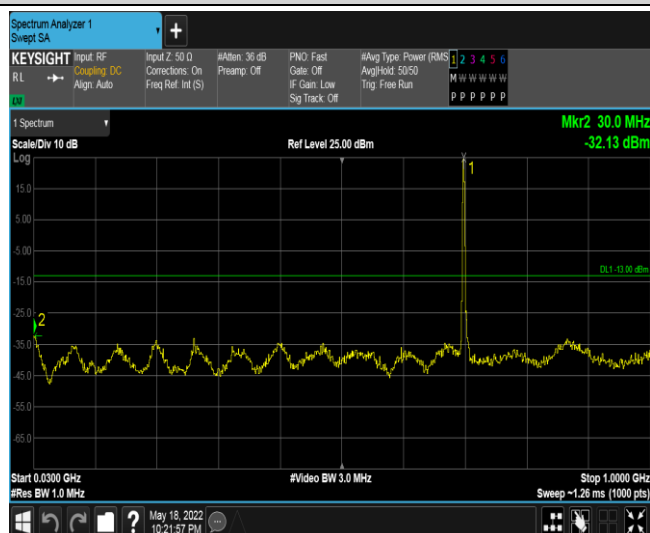 Spectrum Analyzer 1
Swept SA
+
KEYSIGHT
RL
Input: RF
Coupling: DC
Align: Auto
Input Z: 50 Ω
Corrections: On
Freq Ref: Int (S)
#Atten: 36 dB
Preamp: Off
PNO: Fast
Gate: Off
IF Gain: Low
Sig Track: Off
#Avg Type: Power (RMS
Avg|Hold: 50/50
Trig: Free Run
1 2 3 4 5 6
M W W W W W
P P P P P P
1 Spectrum
Mkr2 30.0 MHz
-32.13 dBm
Scale/Div 10 dB
Ref Level 25.00 dBm
Log
1
15.0
5.00
-5.00
DL1 -13.00 dBm
-15.0
-25.0
2
-35.0
-45.0
-55.0
-65.0
Start 0.0300 GHz
#Video BW 3.0 MHz
Stop 1.0000 GHz
#Res BW 1.0 MHz
Sweep ~1.26 ms (1000 pts)
?
May 18, 2022
10:21:57 PM